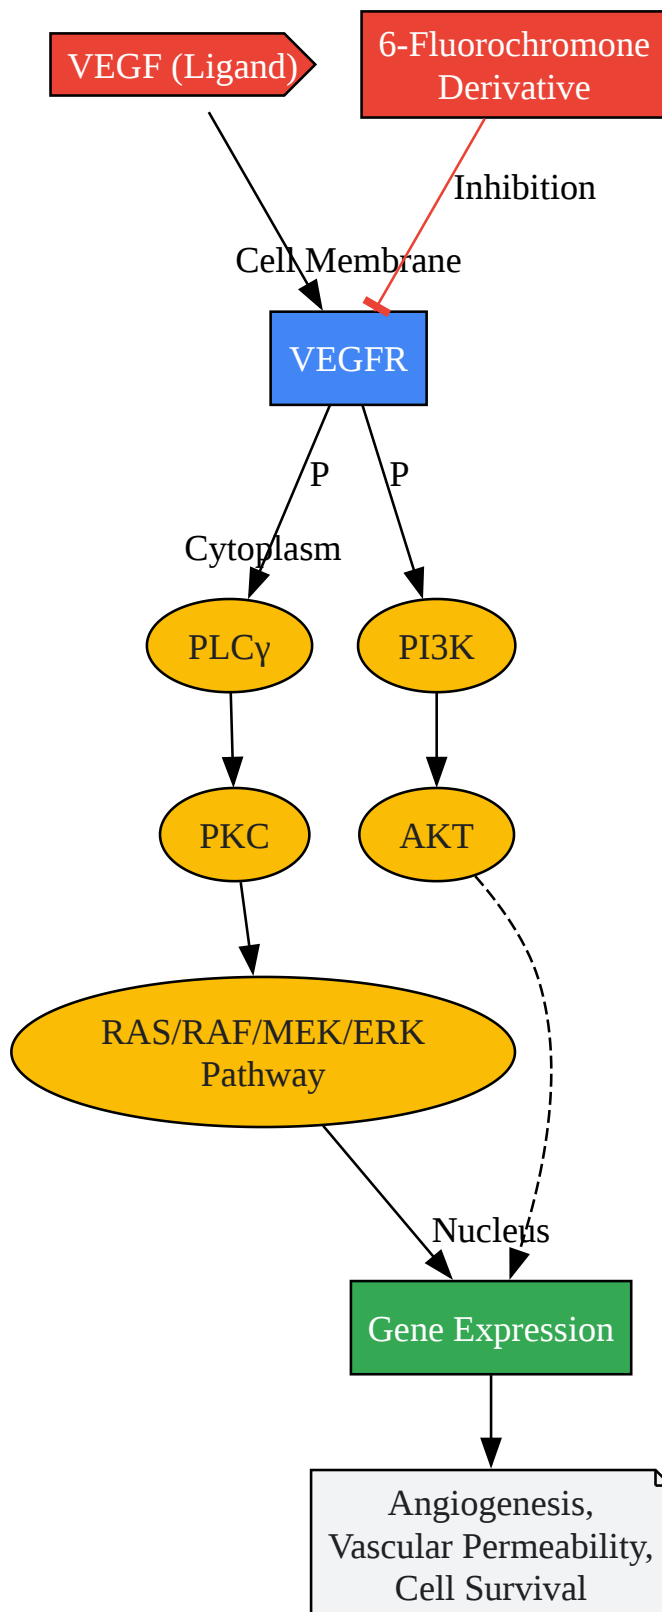 VEGF (Ligand)
6-Fluorochromone
Derivative
Inhibition
Cell Membrane
VEGFR
P
P
Cytoplasm
PLCγ
PI3K
PKC
AKT
RAS/RAF/MEK/ERK
Pathway
Nucleus
Gene Expression
Angiogenesis,
Vascular Permeability,
Cell Survival